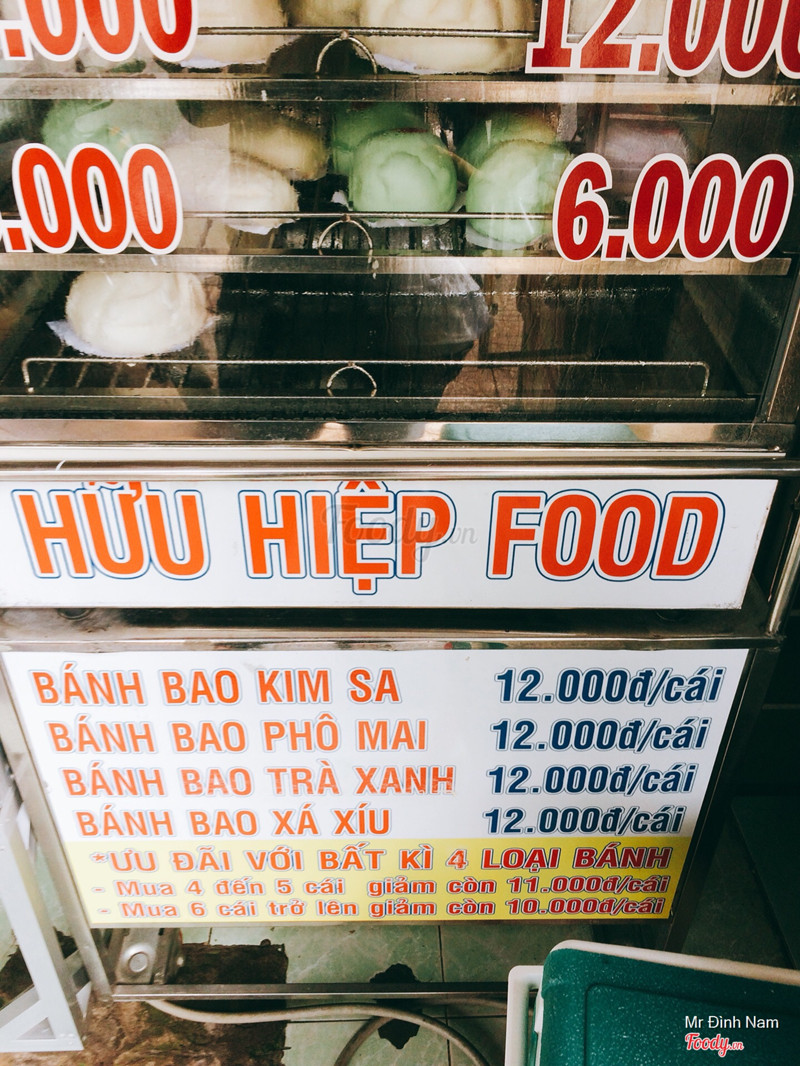 .000 12.000
.000 6.000
HỮU HIỆP FOOD
Foody.vn
BÁNH BAO KIM SA 12.000đ/cái
BÁNH BAO PHÔ MAI 12.000đ/cái
BÁNH BAO TRÀ XANH 12.000đ/cái
BÁNH BAO XÁ XÍU 12.000đ/cái
*ƯU ĐÃI VỚI BẤT KÌ 4 LOẠI BÁNH
- Mua 4 đến 5 cái giảm còn 11.000đ/cái
- Mua 6 cái trở lên giảm còn 10.000đ/cái
Mr Đình Nam
Foody.vn